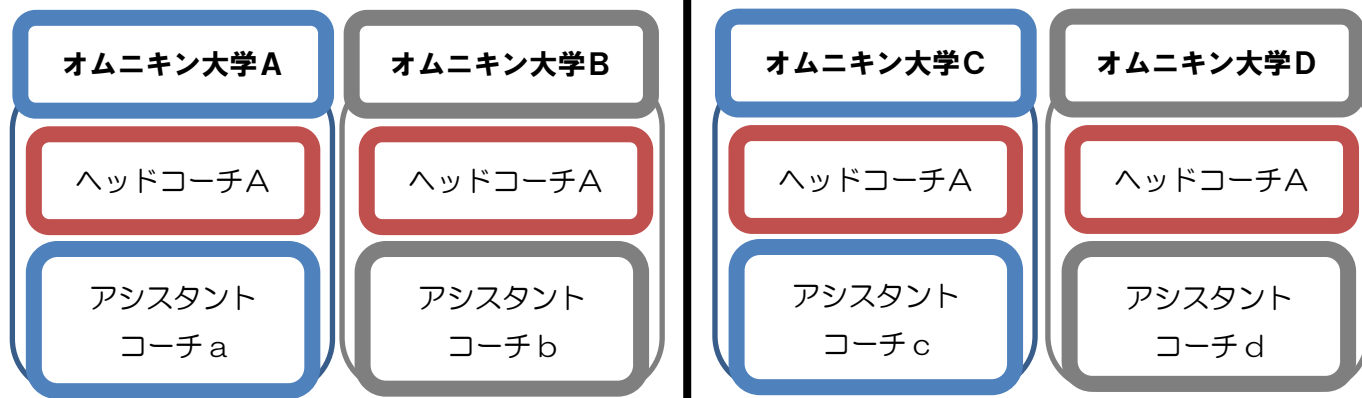 オムニキン大学A
オムニキン大学B
オムニキン大学C
オムニキン大学D
ヘッドコーチA
ヘッドコーチA
ヘッドコーチA
ヘッドコーチA
アシスタント
コーチa
アシスタント
コーチb
アシスタント
コーチc
アシスタント
コーチd